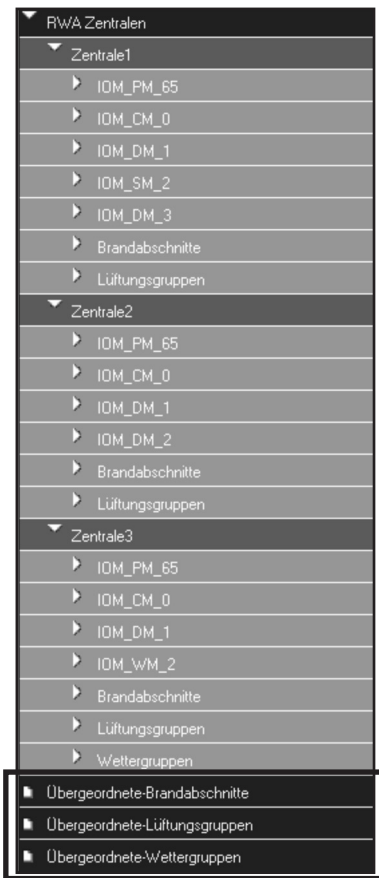 RWA Zentralen
Zentrale1
IOM_PM_65
IOM_CM_0
IOM_DM_1
IOM_SM_2
IOM_DM_3
Brandabschnitte
Lüftungsgruppen
Zentrale2
IOM_PM_65
IOM_CM_0
IOM_DM_1
IOM_DM_2
Brandabschnitte
Lüftungsgruppen
Zentrale3
IOM_PM_65
IOM_CM_0
IOM_DM_1
IOM_WM_2
Brandabschnitte
Lüftungsgruppen
Wettergruppen
Übergeordnete-Brandabschnitte
Übergeordnete-Lüftungsgruppen
Übergeordnete-Wettergruppen